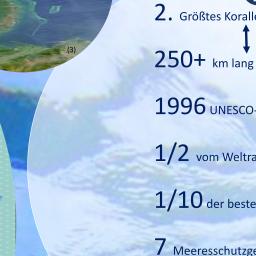 (3)
2. Größtes Koralle
250+ km lang
1996 UNESCO-
1/2 vom Weltra
1/10 der beste
7 Meeresschutzge